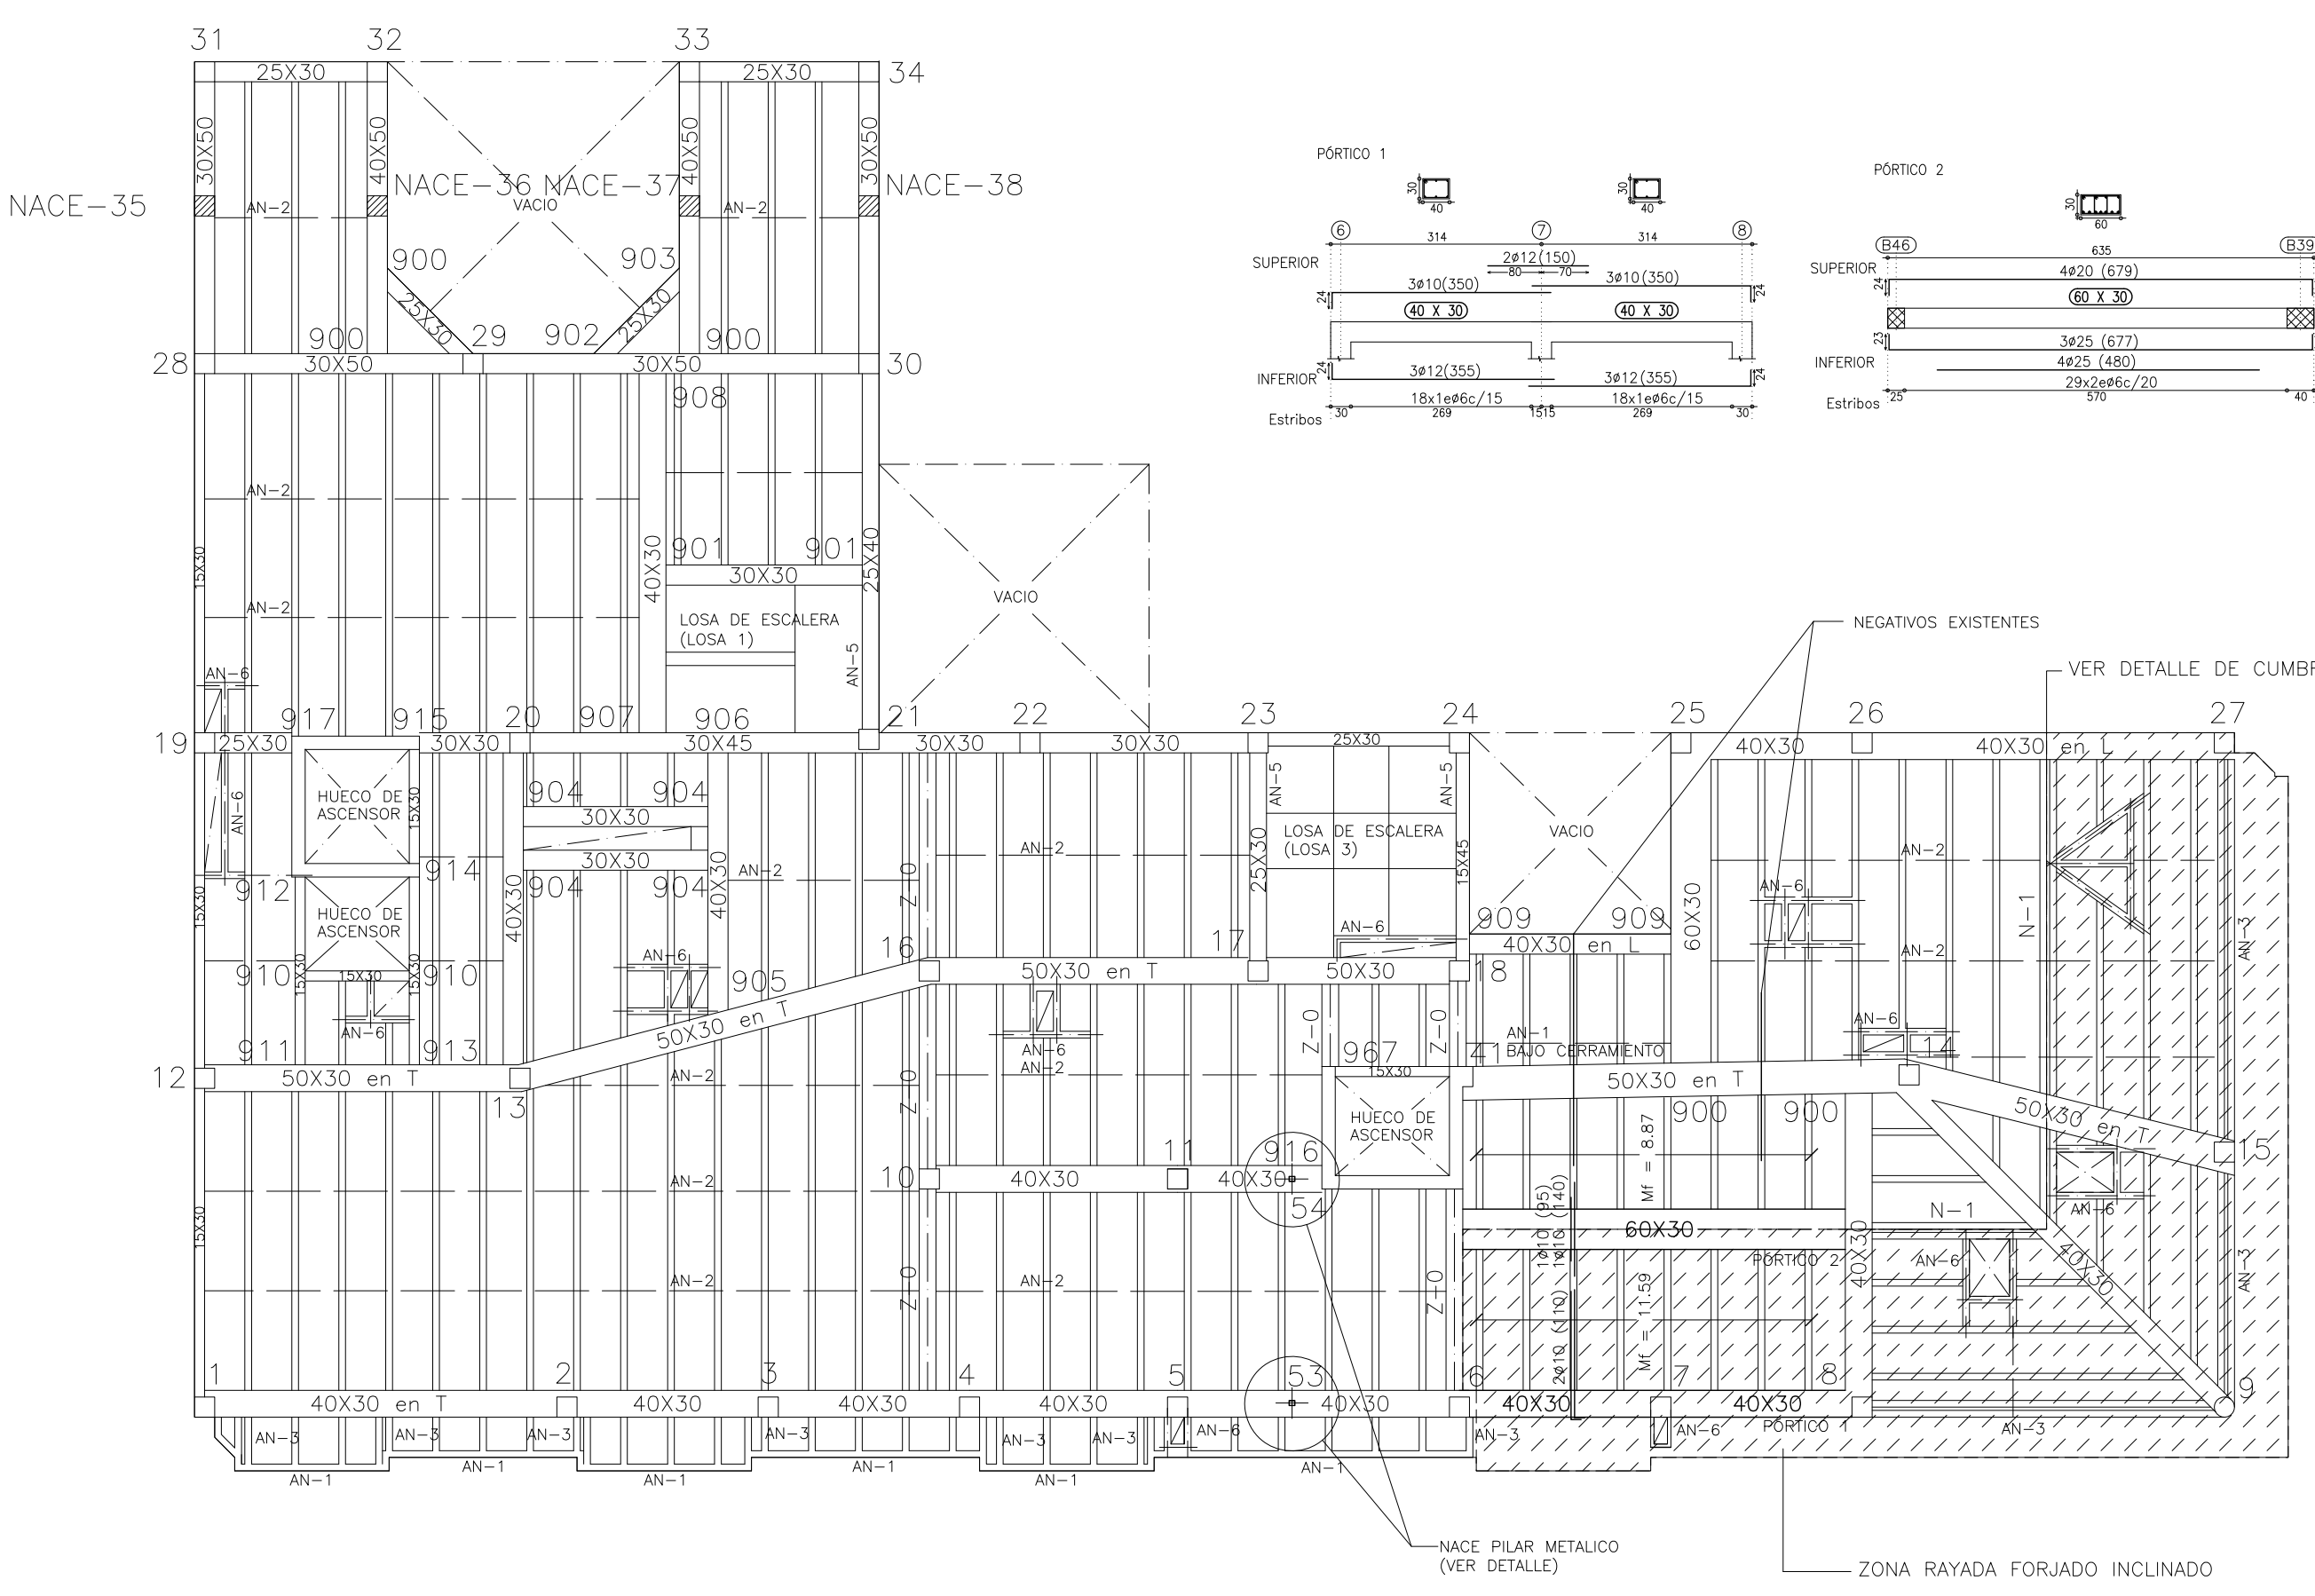 31
32
33
34
25X30
25X30
30X50
40X50
40X50
30X50
NACE-35
NACE-36
NACE-37
NACE-38
VACIO
AN-2
AN-2
900
903
25X30
25X30
900
29
902
900
28
30X50
30X50
30
908
AN-2
15X30
40X30
901
901
25X40
30X30
AN-2
LOSA DE ESCALERA
(LOSA 1)
AN-5
VACIO
AN-6
917
915
20
907
906
21
22
23
24
25
26
27
19
25X30
30X30
30X45
30X30
30X30
25X30
40X30
40X30 en L
HUECO DE
ASCENSOR
AN-6
15X30
904
904
30X30
30X30
904
904
914
912
15X30
HUECO DE
ASCENSOR
40X30
40X30
AN-2
Z-0
AN-2
25X30
AN-5
AN-5
LOSA DE ESCALERA
(LOSA 3)
15X45
VACIO
AN-6
909
909
40X30 en L
60X30
AN-6
AN-2
AN-2
N-1
AN-3
16
17
18
50X30 en T
50X30
910
15X30
15X30
15X30
910
AN-6
AN-6
905
50X30 en T
911
913
12
50X30 en T
13
AN-2
Z-0
AN-6
AN-2
Z-0
Z-0
967
15X30
41
AN-1
BAJO CERRAMIENTO
AN-6
14
50X30 en T
50X30 en T
900
900
HUECO DE
ASCENSOR
10
11
916
40X30
40X30
54
AN-2
15X30
15
Mf = 8.87
1ø10 (95)
1ø10 (140)
60X30
PÓRTICO 2
40X30
N-1
AN-6
AN-6
40X30
AN-3
AN-2
AN-2
Z-0
Z-0
2ø10 (110)
Mf = 11.59
1
2
3
4
5
53
6
7
8
9
40X30 en T
40X30
40X30
40X30
40X30
40X30
40X30
PÓRTICO 1
AN-3
AN-3
AN-3
AN-3
AN-3
AN-3
AN-6
AN-3
AN-6
AN-3
AN-1
AN-1
AN-1
AN-1
AN-1
AN-1
NACE PILAR METALICO
(VER DETALLE)
ZONA RAYADA FORJADO INCLINADO
NEGATIVOS EXISTENTES
VER DETALLE DE CUMBR
PÓRTICO 1
30
40
30
40
6
7
8
314
314
SUPERIOR
2ø12(150)
80
70
3ø10(350)
3ø10(350)
24
24
40 X 30
40 X 30
24
24
INFERIOR
3ø12(355)
3ø12(355)
18x1eø6c/15
18x1eø6c/15
Estribos
30
269
1515
269
30
PÓRTICO 2
30
60
B46
B39
635
SUPERIOR
4ø20 (679)
24
60 X 30
23
3ø25 (677)
INFERIOR
4ø25 (480)
29x2eø6c/20
Estribos
25
570
40